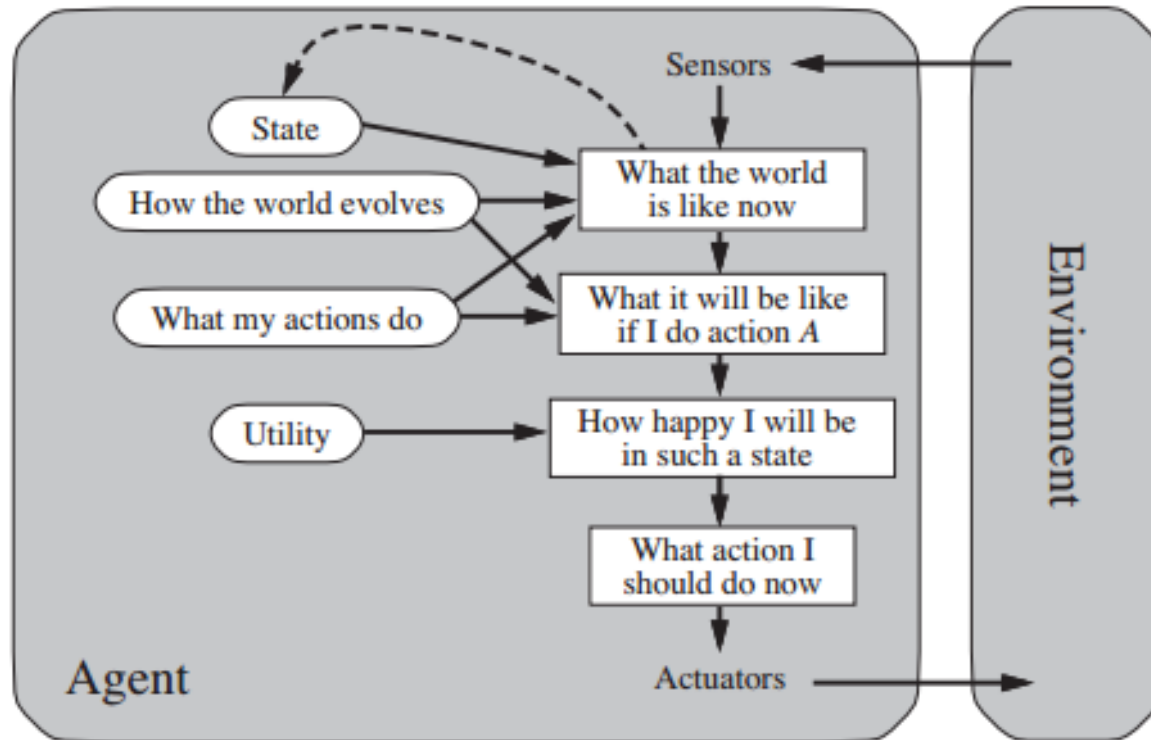 Sensors
State
What the world
is like now
How the world evolves
What my actions do
What it will be like
if I do action A
Utility
How happy I will be
in such a state
What action I
should do now
Actuators
Agent
Environment